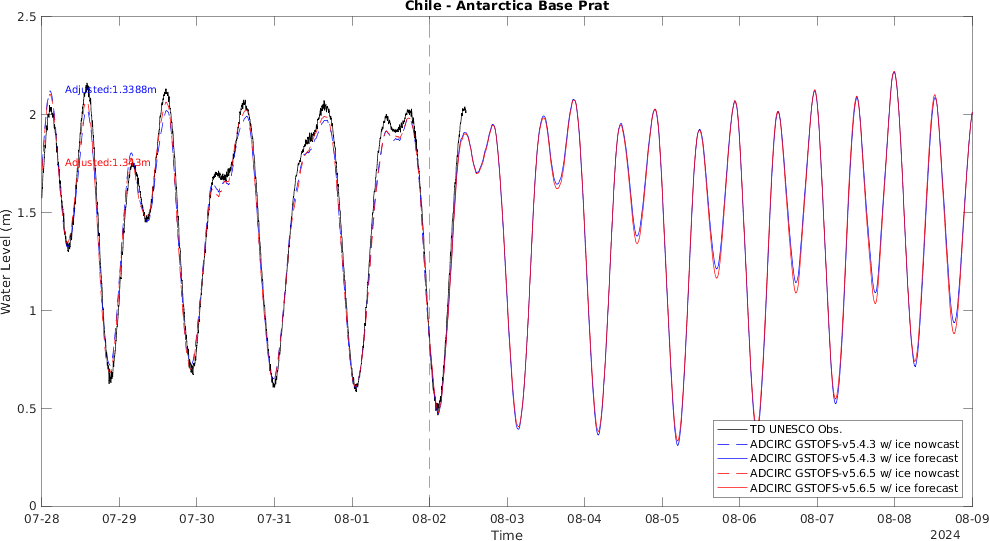 Chile - Antarctica Base Prat
2.5
2
1.5
1
0.5
0
Water Level (m)
Adjusted:1.3388m
Adjusted:1.343m
TD UNESCO Obs.
ADCIRC GSTOFS-v5.4.3 w/ ice nowcast
ADCIRC GSTOFS-v5.4.3 w/ ice forecast
ADCIRC GSTOFS-v5.6.5 w/ ice nowcast
ADCIRC GSTOFS-v5.6.5 w/ ice forecast
07-28 07-29 07-30 07-31 08-01 08-02 08-03 08-04 08-05 08-06 08-07 08-08 08-09
Time
2024